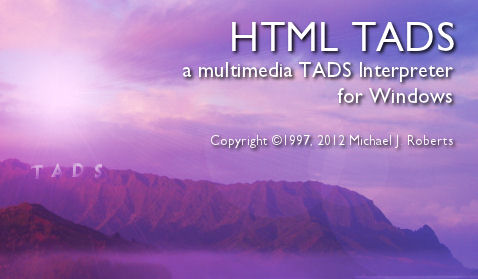 HTML TADS
a multimedia TADS Interpreter
for Windows
Copyright ©1997, 2012 Michael J. Roberts
TADS